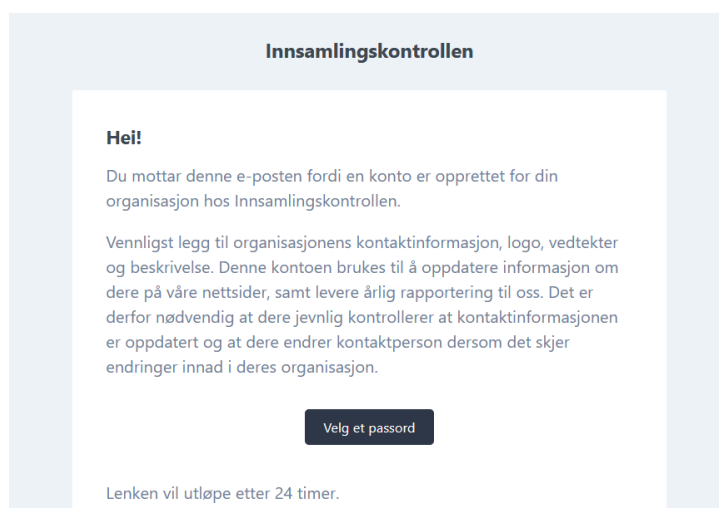 Innsamlingskontrollen
Hei!
Du mottar denne e-posten fordi en konto er opprettet for din
organisasjon hos Innsamlingskontrollen.
Vennligst legg til organisasjonens kontaktinformasjon, logo, vedtekter
og beskrivelse. Denne kontoen brukes til å oppdatere informasjon om
dere på våre nettsider, samt levere årlig rapportering til oss. Det er
derfor nødvendig at dere jevnlig kontrollerer at kontaktinformasjonen
er oppdatert og at dere endrer kontaktperson dersom det skjer
endringer innad i deres organisasjon.
Velg et passord
Lenken vil utløpe etter 24 timer.